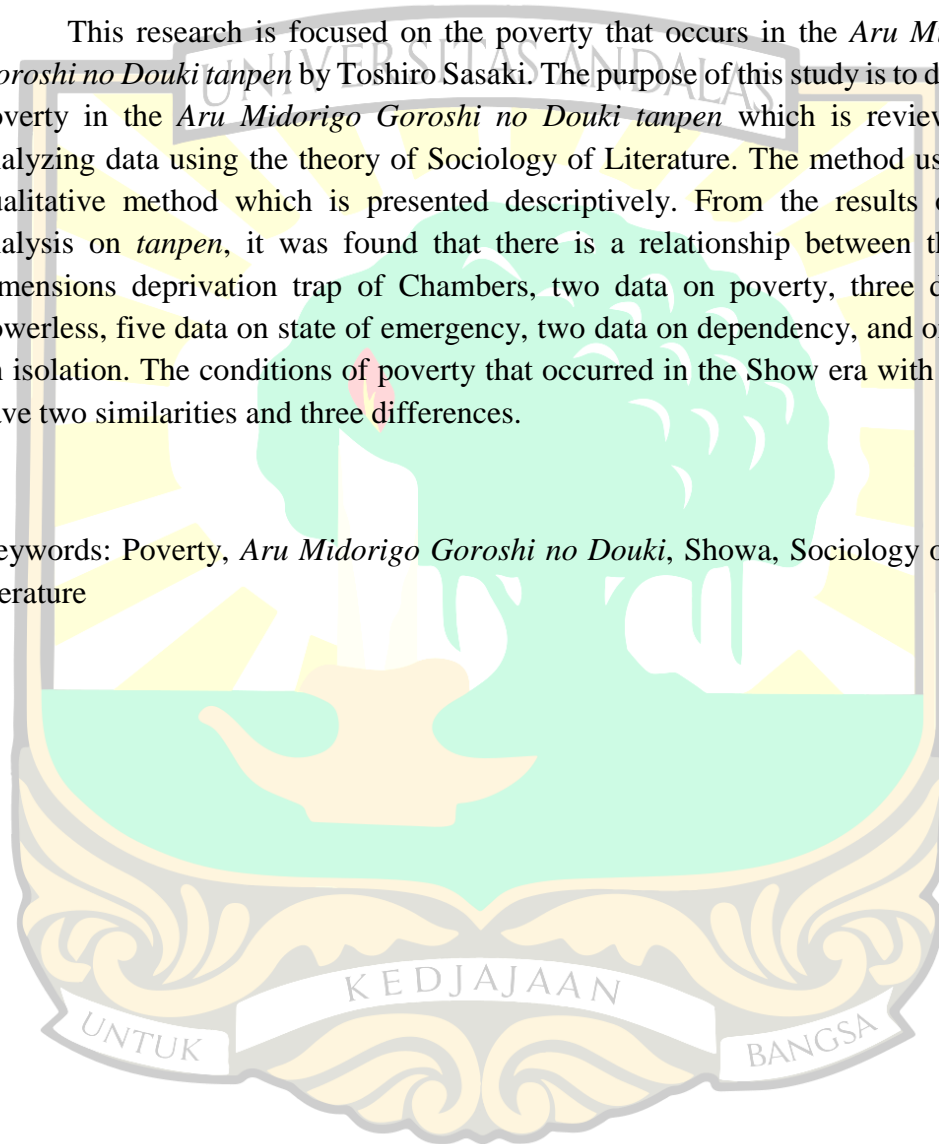 This research is focused on the poverty that occurs in the Aru Mi
oroshi no Douki tanpen by Toshiro Sasaki. The purpose of this study is to d
overty in the Aru Midorigo Goroshi no Douki tanpen which is review
nalyzing data using the theory of Sociology of Literature. The method us
ualitative method which is presented descriptively. From the results o
nalysis on tanpen, it was found that there is a relationship between th
imensions deprivation trap of Chambers, two data on poverty, three d
owerless, five data on state of emergency, two data on dependency, and o
n isolation. The conditions of poverty that occurred in the Show era with
ave two similarities and three differences.
eywords: Poverty, Aru Midorigo Goroshi no Douki, Showa, Sociology o
erature
UNIVERSITAS ANDALAS
UNTUK KEDJAJAAN BANGSA